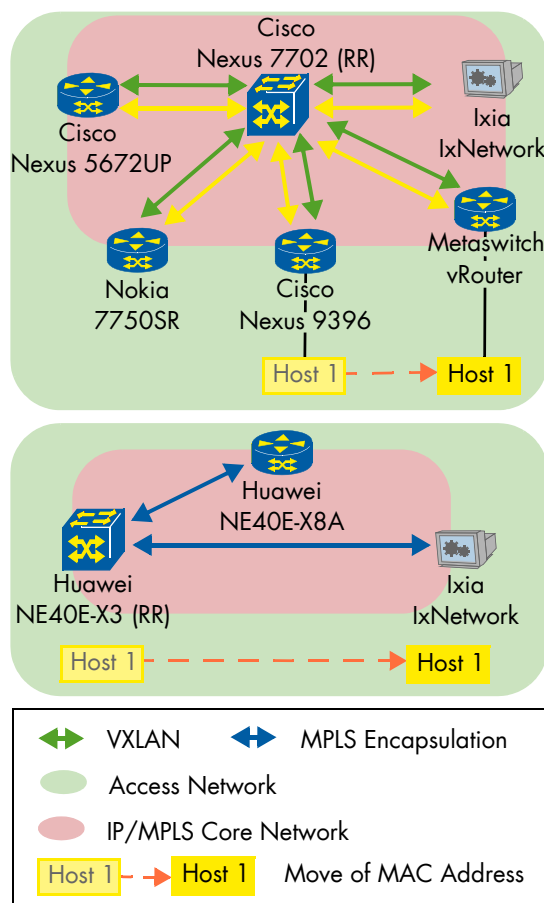 Cisco
Nexus 7702 (RR)
Cisco
Nexus 5672UP
Ixia
IxNetwork
Metaswitch
vRouter
Nokia
7750SR
Cisco
Nexus 9396
Host 1
Host 1
Huawei
NE40E-X8A
Huawei
NE40E-X3 (RR)
Ixia
IxNetwork
Host 1
Host 1
VXLAN
MPLS Encapsulation
Access Network
IP/MPLS Core Network
Host 1
Host 1
Move of MAC Address